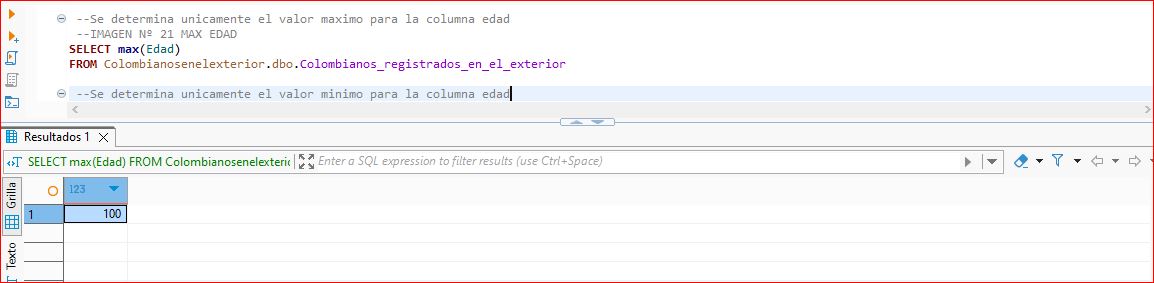 --Se determina unicamente el valor maximo para la columna edad
--IMAGEN Nº 21 MAX EDAD
SELECT max(Edad)
FROM Colombianosenelexterior.dbo.Colombianos_registrados_en_el_exterior
--Se determina unicamente el valor minimo para la columna edad
Resultados 1
SELECT max(Edad) FROM Colombianosenelexteric Enter a SQL expression to filter results (use Ctrl+Space)
Grilla
123
1 100
Texto